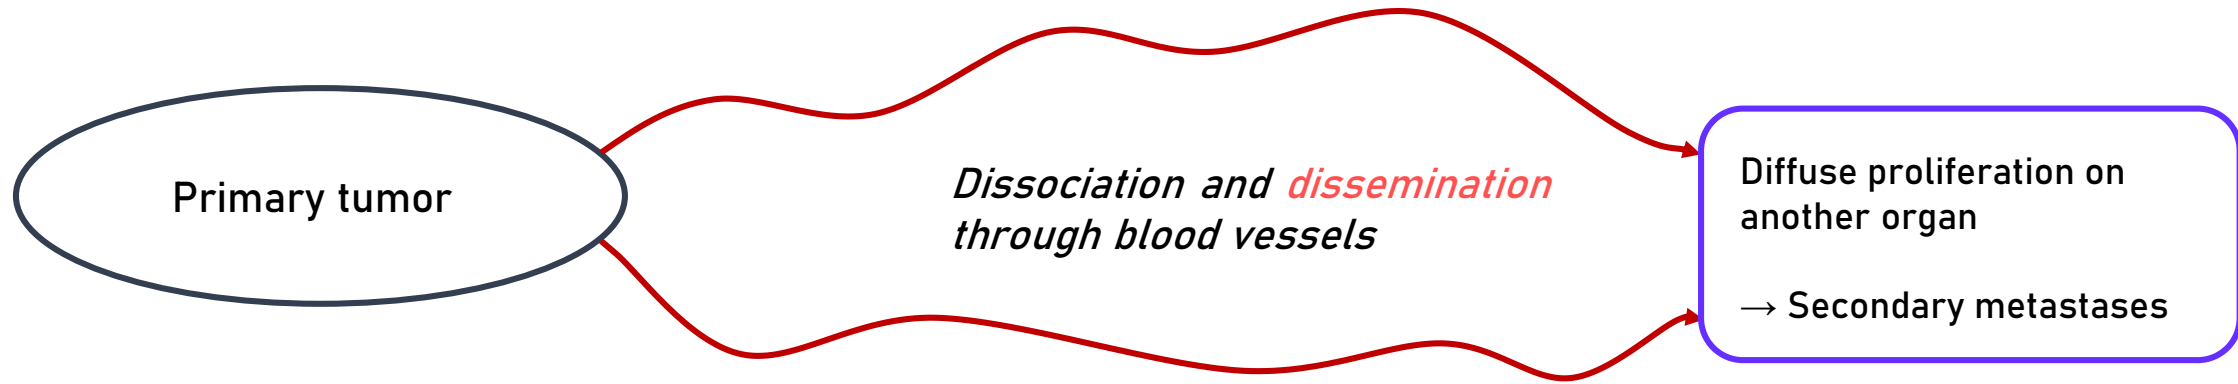 Primary tumor
Dissociation and dissemination
through blood vessels
Diffuse proliferation on
another organ
→ Secondary metastases